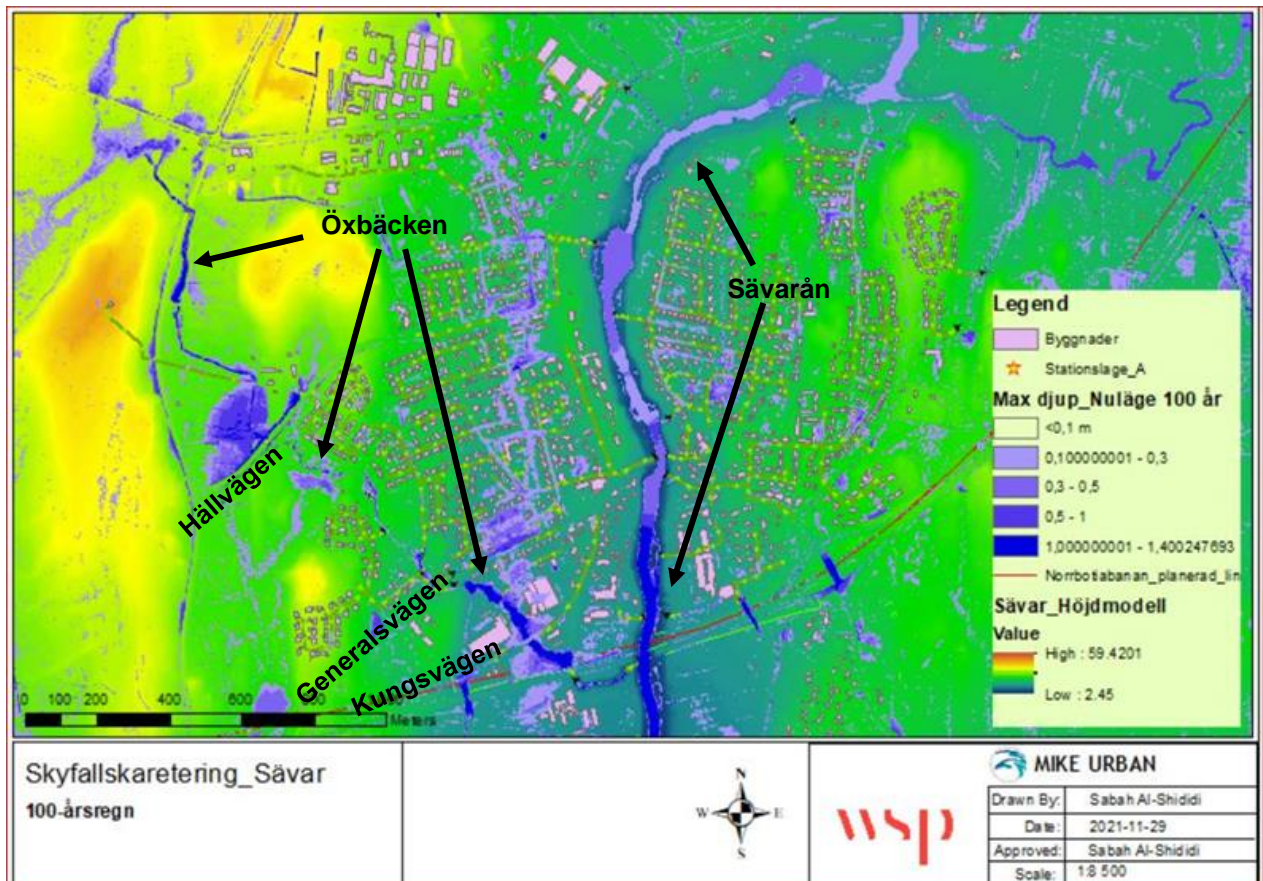 Öxbäcken
Sävarån
Hällvägen
Generalsvägen
Kungsvägen
0 100 200 400 600
Meters
Legend
Byggnader
Stationslage_A
Max djup_Nuläge 100 år
<0,1 m
0,100000001 - 0,3
0,3 - 0,5
0,5 - 1
1,000000001 - 1,400247693
Norrbotiabanan_planerad_lin
Sävar_Höjdmodell
Value
High : 59.4201
Low : 2.45
Skyfallskaretering_Sävar
100-årsregn
N
W E
S
wsp
MIKE URBAN
Drawn By: Sabah Al-Shididi
Date: 2021-11-29
Approved: Sabah Al-Shididi
Scale: 1:8 500